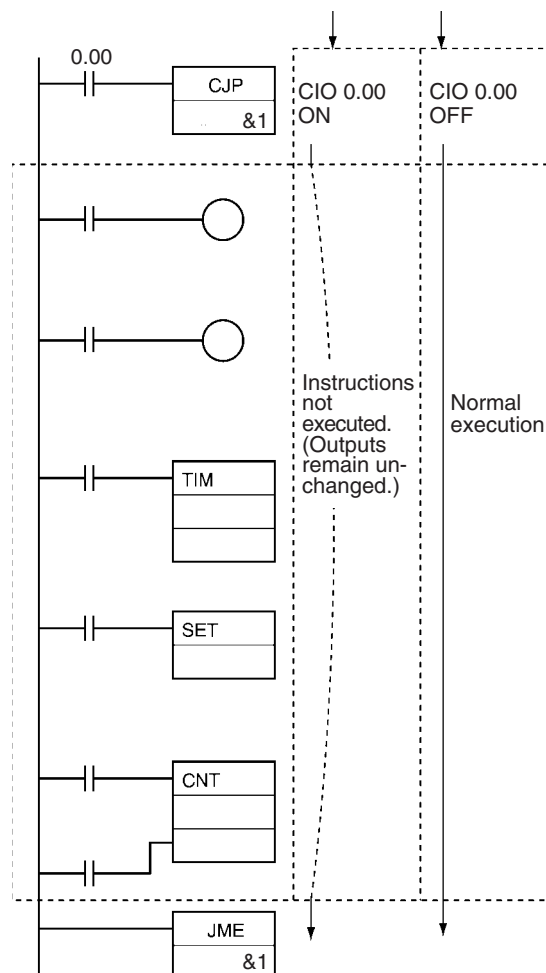 0.00
CJP
&1
CIO 0.00
ON
CIO 0.00
OFF
Instructions
not
executed.
(Outputs
remain un-
changed.)
Normal
execution
TIM
SET
CNT
JME
&1